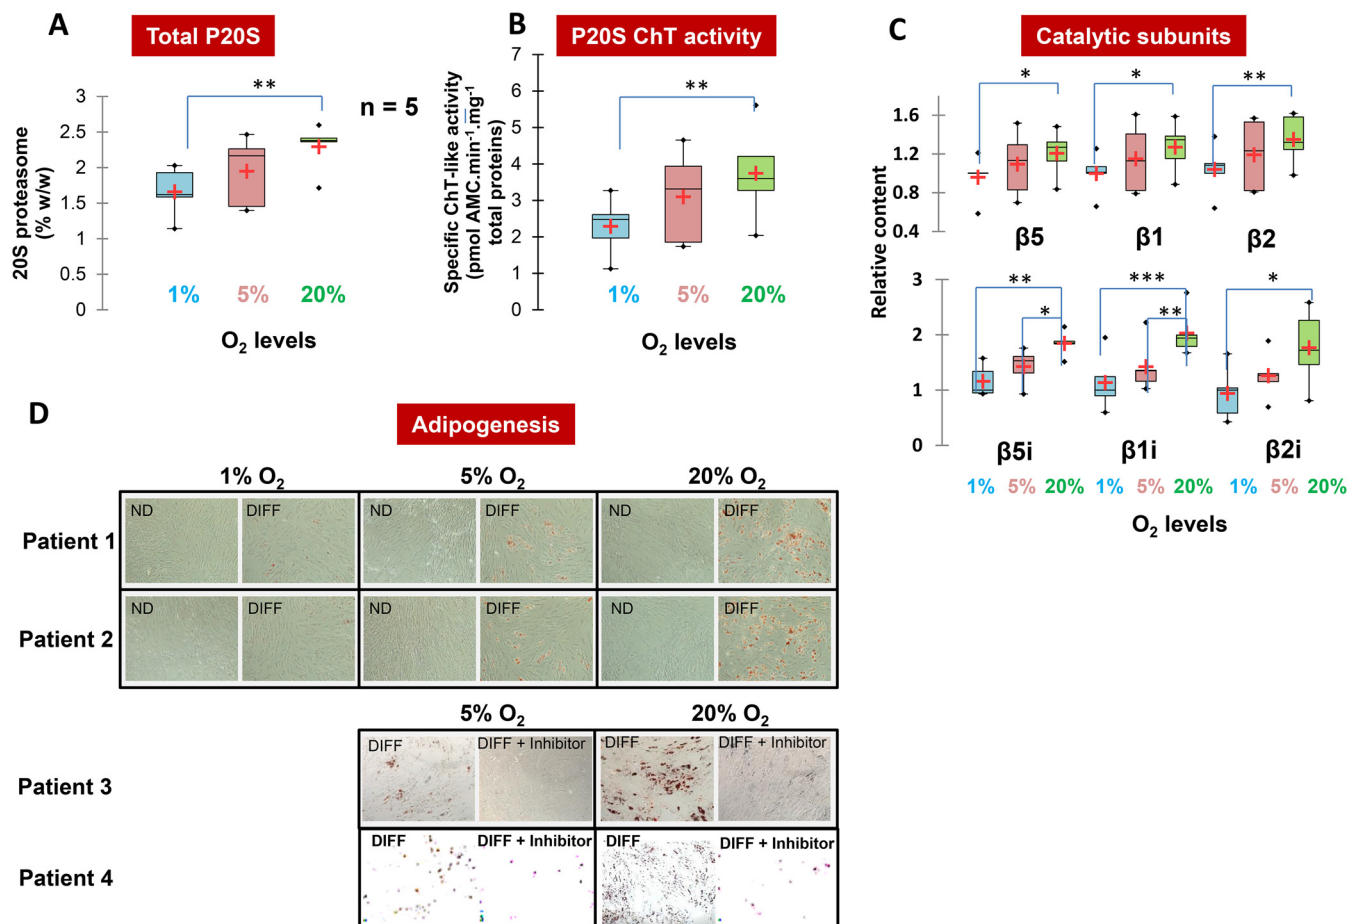 A
Total P20S
20S proteasome
(% w/w)
3
2.5
2
1.5
1
0.5
0
**
n = 5
1% 5% 20%
O2 levels
B
P20S ChT activity
Specific ChT-like activity
(pmol AMC.min-1.mg-1
total proteins)
7
6
5
4
3
2
1
0
**
1% 5% 20%
O2 levels
C
Catalytic subunits
Relative content
1.6
1.2
0.8
0.4
* * **
β5 β1 β2
3
2
1
0
** *** *
* **
β5i β1i β2i
1% 5% 20% 1% 5% 20% 1% 5% 20%
O2 levels
D
Adipogenesis
1% O2 5% O2 20% O2
Patient 1
ND DIFF ND DIFF ND DIFF
Patient 2
ND DIFF ND DIFF ND DIFF
5% O2 20% O2
Patient 3
DIFF DIFF + Inhibitor DIFF DIFF + Inhibitor
Patient 4
DIFF DIFF + Inhibitor DIFF DIFF + Inhibitor